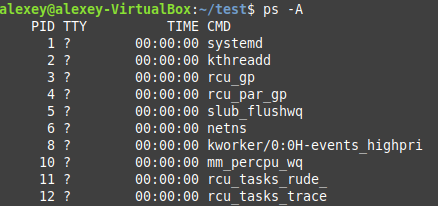 alexey@alexey-VirtualBox:~/test$ ps -A
PID TTY TIME CMD
1 ? 00:00:00 systemd
2 ? 00:00:00 kthreadd
3 ? 00:00:00 rcu_gp
4 ? 00:00:00 rcu_par_gp
5 ? 00:00:00 slub_flushwq
6 ? 00:00:00 netns
8 ? 00:00:00 kworker/0:0H-events_highpri
10 ? 00:00:00 mm_percpu_wq
11 ? 00:00:00 rcu_tasks_rude_
12 ? 00:00:00 rcu_tasks_trace